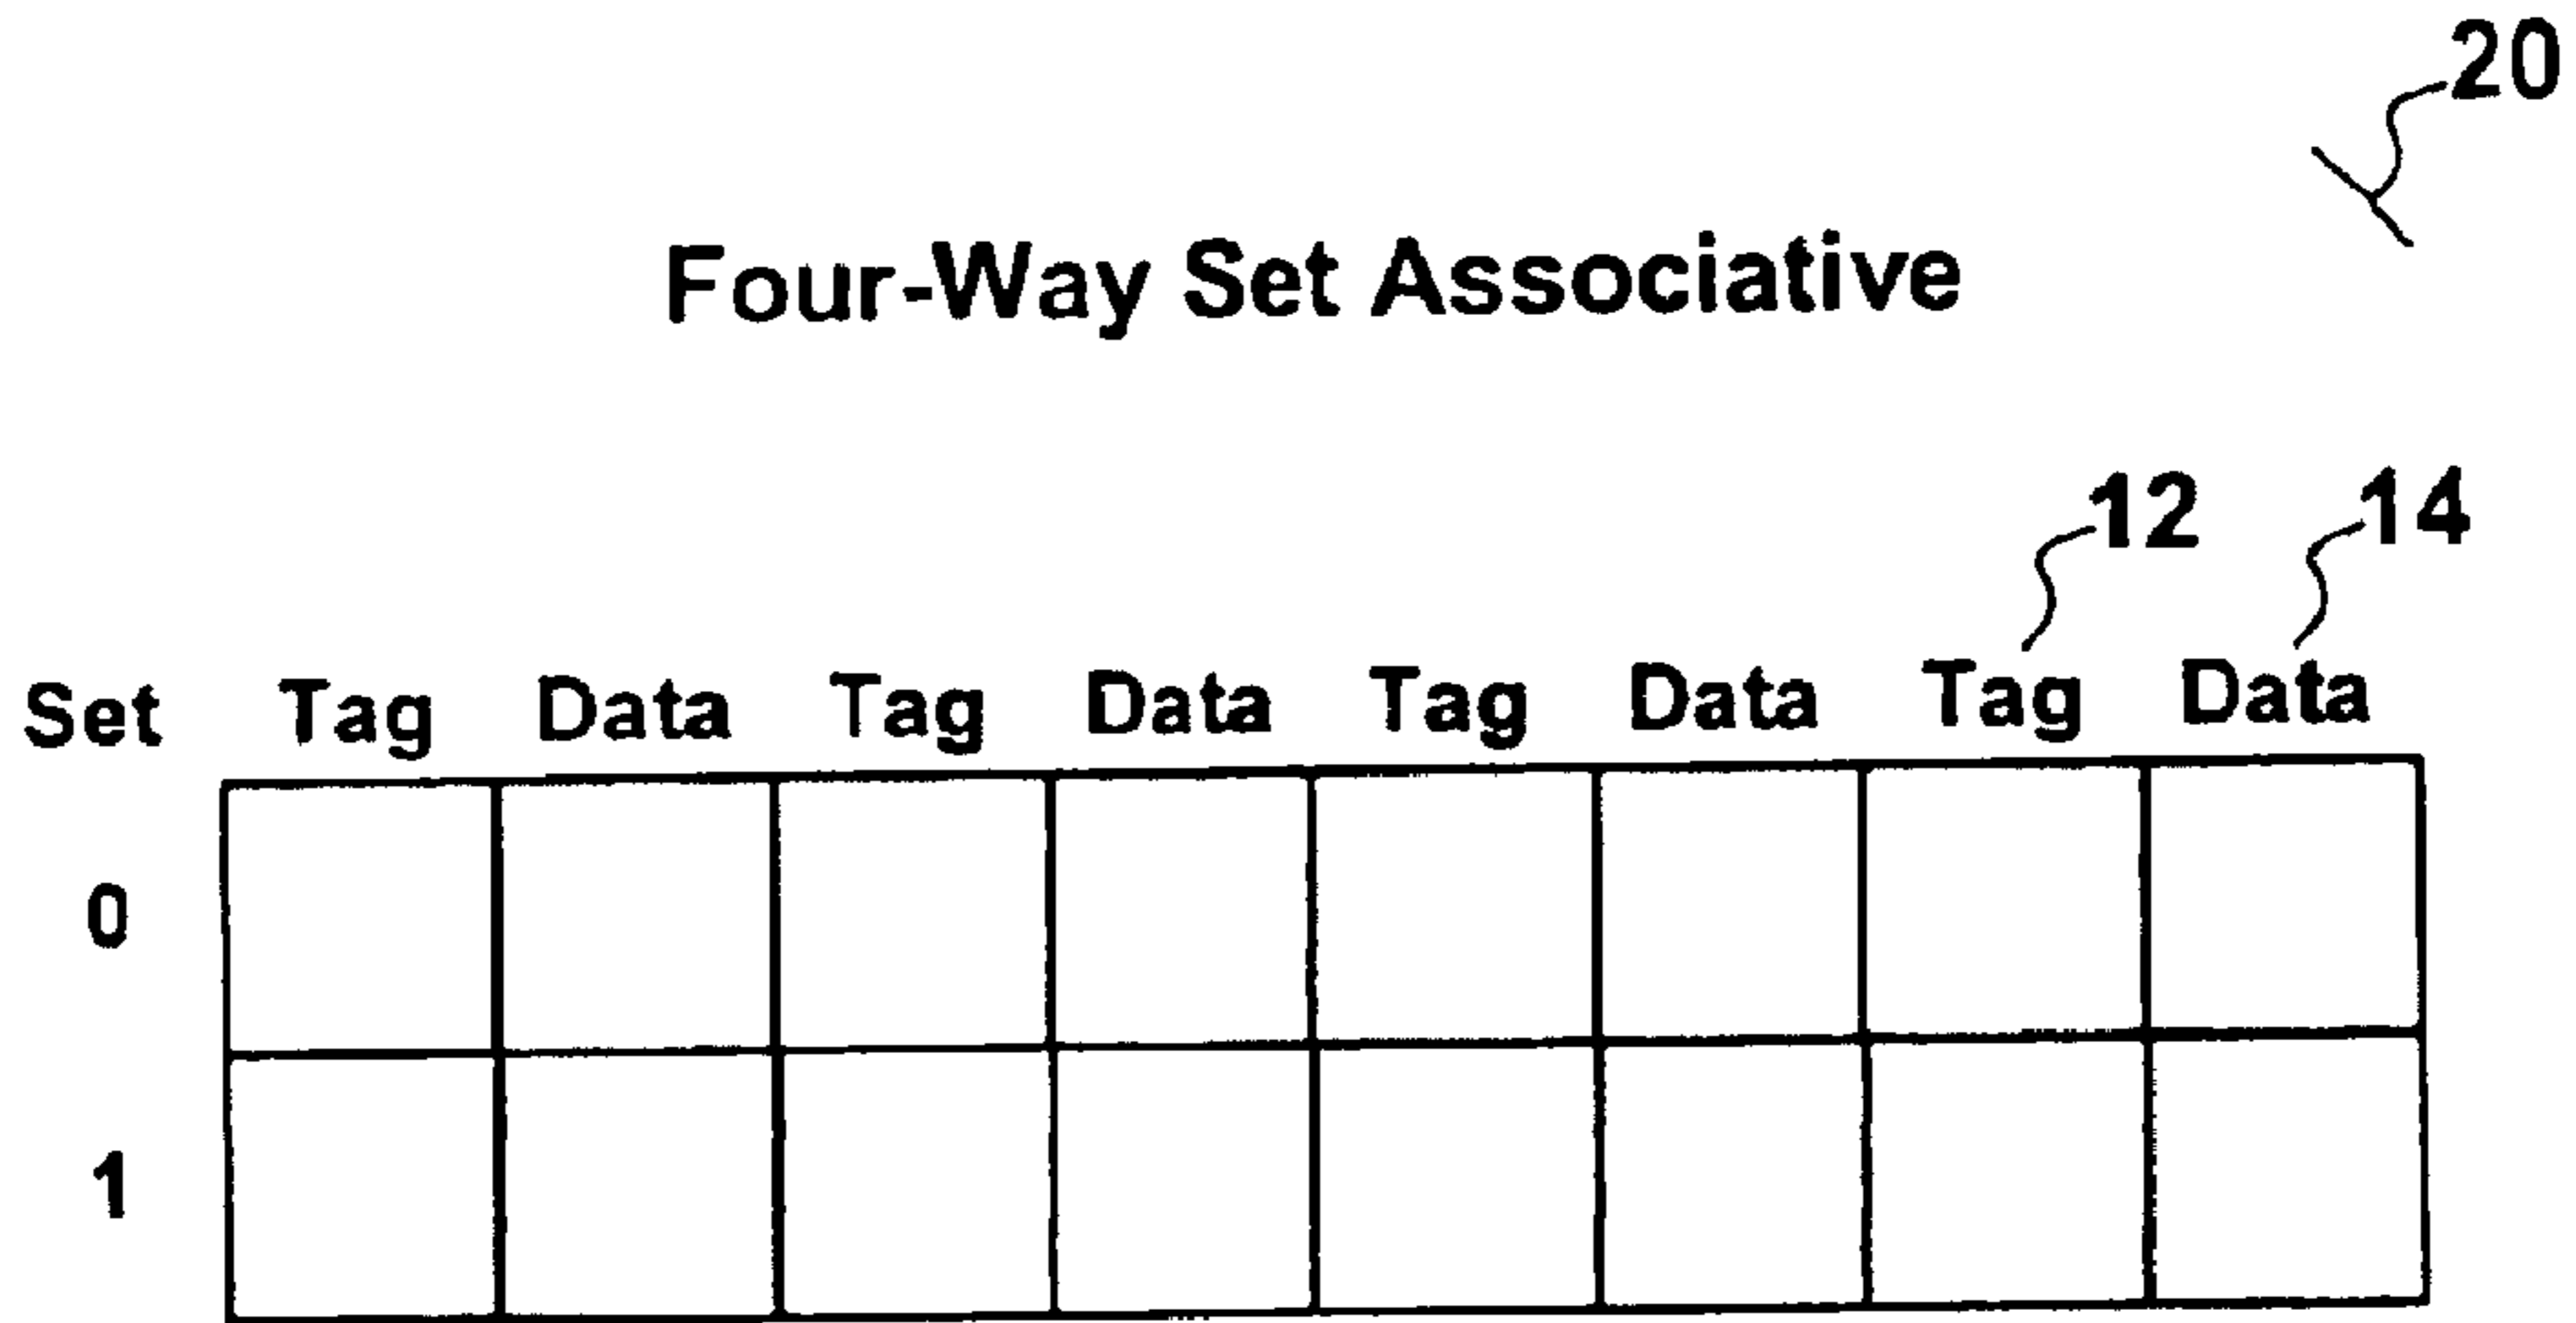 20
Four-Way Set Associative
12 14
Set Tag Data Tag Data Tag Data Tag Data
0
1